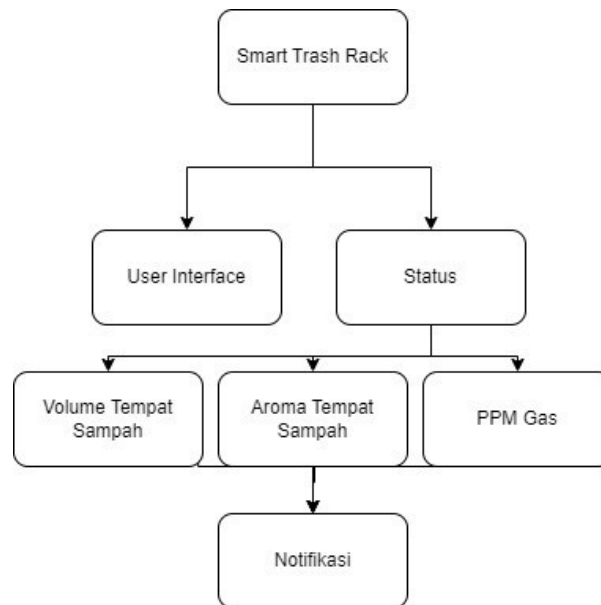 Smart Trash Rack
User Interface
Status
Volume Tempat
Sampah
Aroma Tempat
Sampah
PPM Gas
Notifikasi